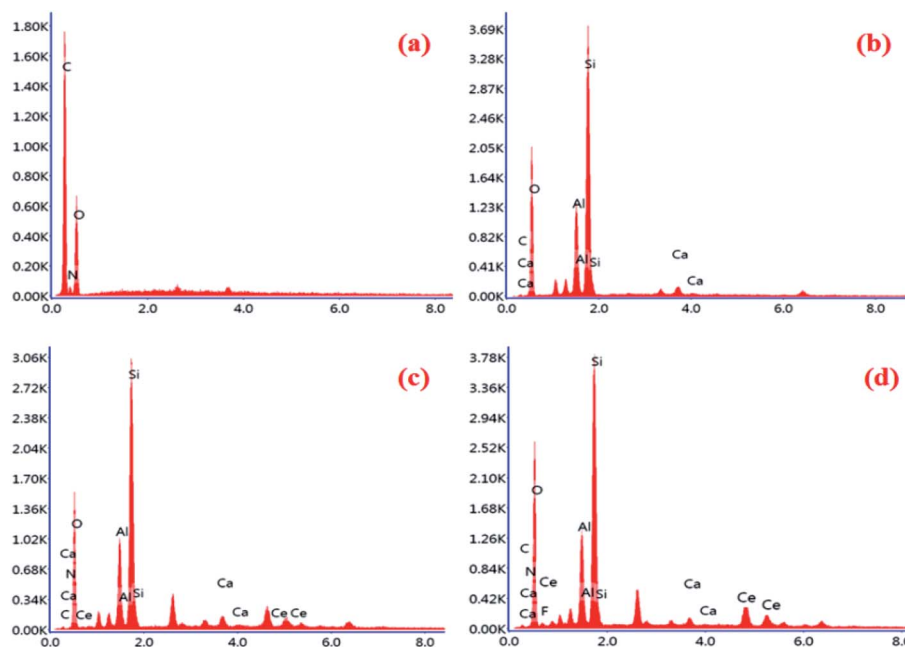 (a)
1.80K
1.60K
1.40K
1.20K
1.00K
0.80K
0.60K
0.40K
0.20K
0.00K
C
O
N
0.0 2.0 4.0 6.0 8.0
(b)
3.69K
3.28K
2.87K
2.46K
2.05K
1.64K
1.23K
0.82K
0.41K
0.00K
Si
O
Al
C
Ca
Ca
Al Si
Ca
Ca
0.0 2.0 4.0 6.0 8.0
(c)
3.06K
2.72K
2.38K
2.04K
1.70K
1.36K
1.02K
0.68K
0.34K
0.00K
Si
O
Al
Ca
N
Ca
C Ce
Al Si
Ca
Ca
Ce Ce
0.0 2.0 4.0 6.0 8.0
(d)
3.78K
3.36K
2.94K
2.52K
2.10K
1.68K
1.26K
0.84K
0.42K
0.00K
Si
O
Al
C
N Ce
Ca
Ca F
Al Si
Ca
Ca
Ce
Ce
0.0 2.0 4.0 6.0 8.0